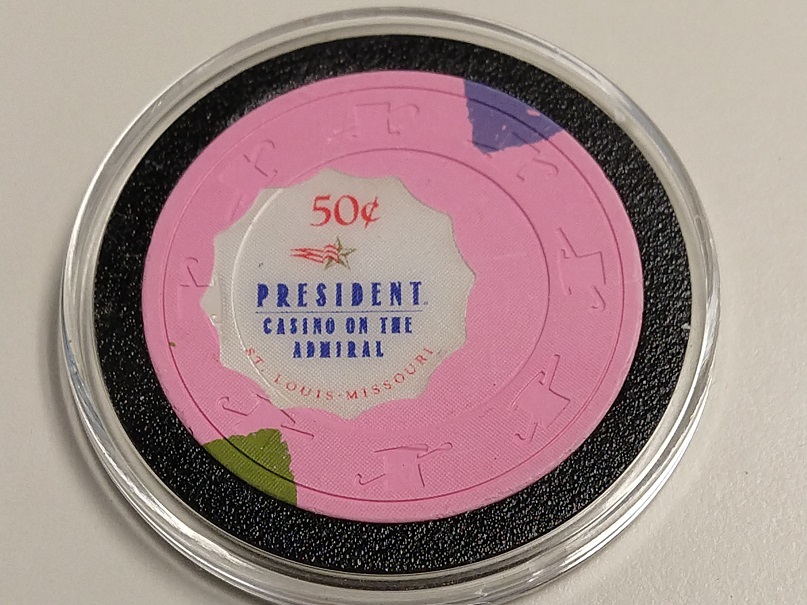 50¢
PRESIDENT
CASINO ON THE
ADMIRAL
ST. LOUIS-MISSOURI